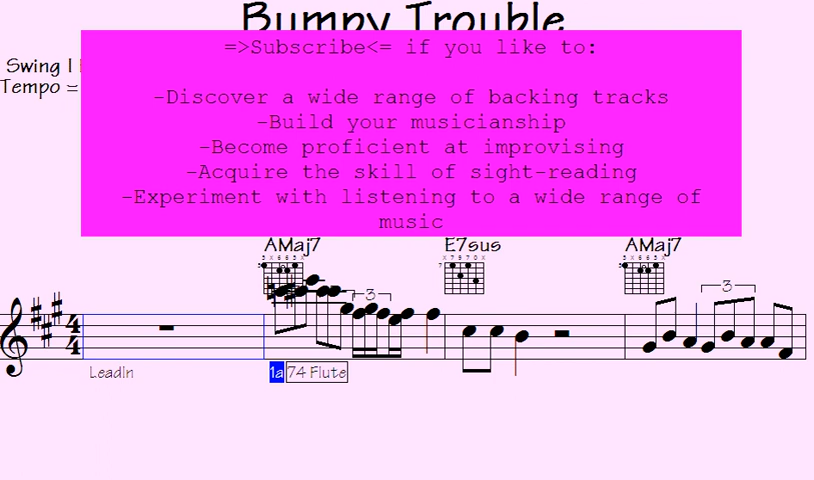 Bumpy Trouble
=>Subscribe<= if you like to:
Swing
Tempo =
-Discover a wide range of backing tracks
-Build your musicianship
-Become proficient at improvising
-Acquire the skill of sight-reading
-Experiment with listening to a wide range of
music
AMaj7 E7sus AMaj7
3 3
4
4
LeadIn 1a 74 Flute